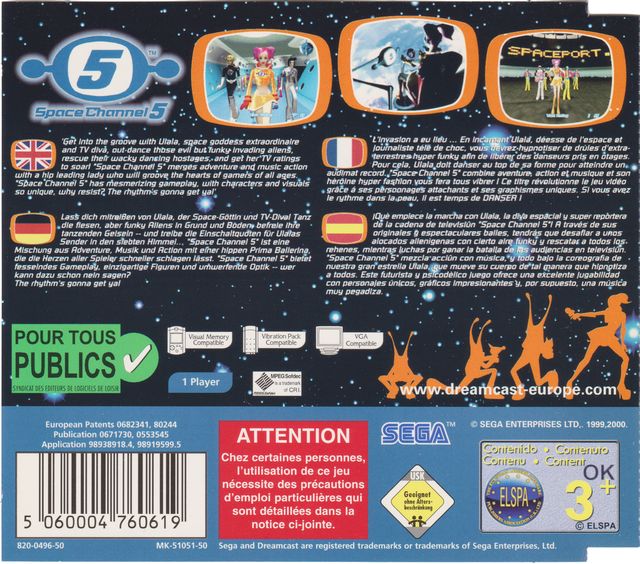 5
TM
Space Channel 5
SPACEPORT
"Get into the groove with Ulala, space goddess extraordinaire
and TV diva, out-dance those evil but funky invading aliens,
rescue their wacky dancing hostages, and get her TV ratings
to soar! "Space Channel 5" merges adventure and music action
with a hip leading lady who will groove the hearts of gamers of all ages.
"Space Channel 5" has mesmerizing gameplay, with characters and visuals
so unique, why resist? The rhythm's gonna get ya!
L'invasion a eu lieu ... En incarnant Ulala, déesse de l'espace et
journaliste télé de choc, vous devrez hypnotiser de drôles d'extra-
terrestres hyper funky afin de libérer des danseurs pris en otages.
Pour cela, Ulala doit danser au top de sa forme pour atteindre un
audimat record. "Space Channel 5" combine aventure, action et musique et son
héroïne hyper fashion vous fera tous vibrer ! Ce titre révolutionne le jeu vidéo
grâce à ses personnages attachants et ses graphismes uniques. Si vous avez
le rythme dans la peau, il est temps de DANSER !
Lass dich mitreißen von Ulala, der Space-Göttin und TV-Diva! Tanz
die fiesen, aber funky Aliens in Grund und Boden, befreie ihre
tanzenden Geiseln -- und treibe die Einschaltquoten für Ulalas
Sender in den siebten Himmel... "Space Channel 5" ist eine
Mischung aus Adventure, Musik und Action mit einer hippen Prima Ballerina,
die die Herzen aller Spieler schneller schlagen lässt. "Space Channel 5" bietet
fesselndes Gameplay, einzigartige Figuren und umwerfende Optik -- wer
kann dazu schon nein sagen?
The rhythm's gonna get ya!
¡Que empiece la marcha con Ulala, la diva espacial y super repórtera
de la cadena de televisión "Space Channel 5"! A través de sus
originales y espectaculares bailes, tendrás que desafiar a unos
alocados alienígenas con cierto aire funky y rescatar a todos los
rehenes, mientras luchas por ganar la batalla de las audiencias en televisión.
"Space Channel 5" mezcla acción con música, y todo bajo la coreografía de
nuestra gran estrella Ulala, que mueve su cuerpo de tal manera que hipnotiza
a todos. Este futurista y psicodélico juego ofrece una excelente jugabilidad
con personajes únicos, gráficos impresionantes y, por supuesto, una música
muy pegadiza.
POUR TOUS
PUBLICS
SYNDICAT DES ÉDITEURS DE LOGICIELS DE LOISIR
Visual Memory
Compatible
Vibration Pack
Compatible
VGA
Compatible
1 Player
MPEG Sofdec
is a trademark
of CRI.
www.dreamcast-europe.com
European Patents 0682341, 80244
Publication 0671730, 0553545
Application 98938918.4, 98919599.5
5 060004 760619
820-0496-50
MK-51051-50
ATTENTION
Chez certaines personnes,
l'utilisation de ce jeu
nécessite des précautions
d'emploi particulières qui
sont détaillées dans la
notice ci-jointe.
SEGA
© SEGA ENTERPRISES LTD,. 1999,2000.
USK
Geeignet
ohne Alters-
beschränkung
Contenido · Contenuto
Contenu · Content
ELSPA
OK
3+
© ELSPA
Sega and Dreamcast are registered trademarks or trademarks of Sega Enterprises, Ltd.